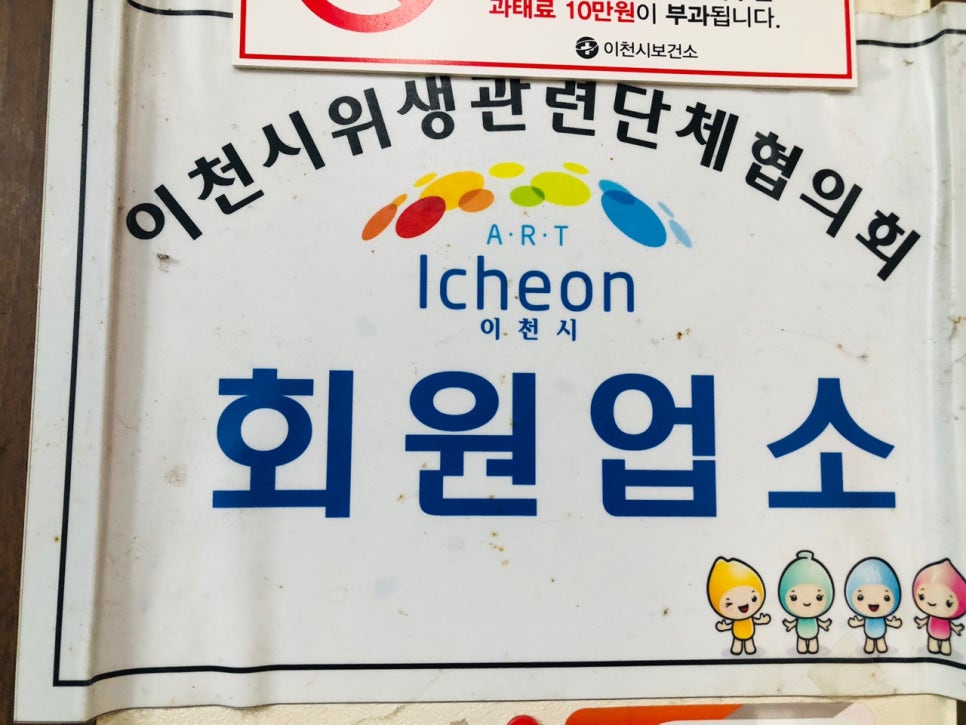 과태료 10만원이 부과됩니다.
이천시보건소
이천시위생관련단체협의회
A·R·T
Icheon
이천시
회원업소